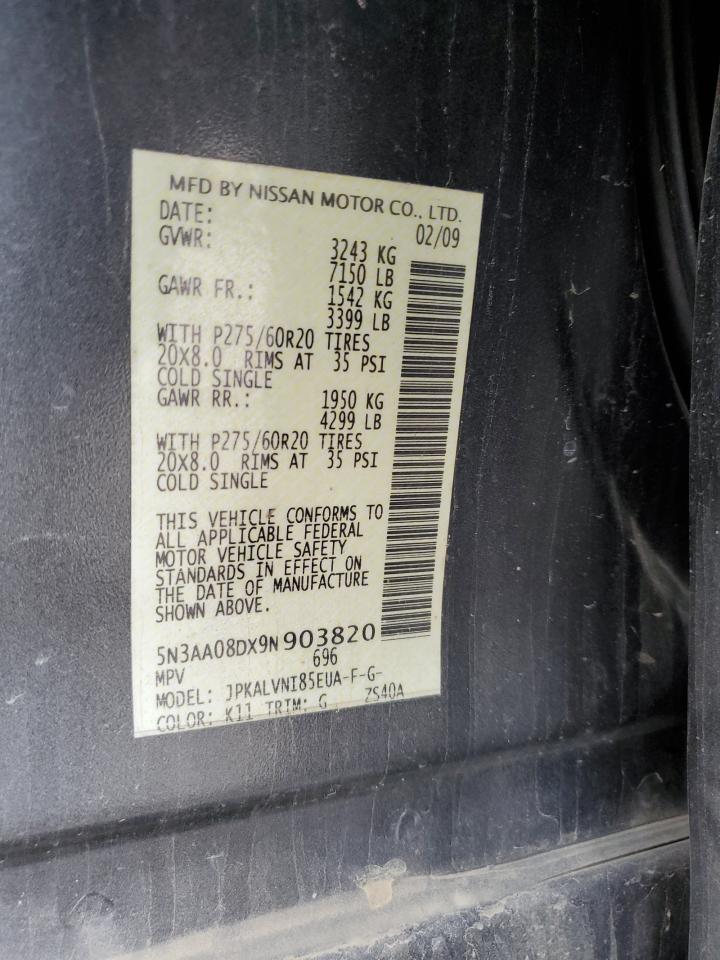 MFD BY NISSAN MOTOR CO., LTD.
DATE: 02/09
GVWR: 3243 KG
7150 LB
GAWR FR.: 1542 KG
3399 LB
WITH P275/60R20 TIRES
20X8.0 RIMS AT 35 PSI
COLD SINGLE
GAWR RR.: 1950 KG
4299 LB
WITH P275/60R20 TIRES
20X8.0 RIMS AT 35 PSI
COLD SINGLE
THIS VEHICLE CONFORMS TO
ALL APPLICABLE FEDERAL
MOTOR VEHICLE SAFETY
STANDARDS IN EFFECT ON
THE DATE OF MANUFACTURE
SHOWN ABOVE.
5N3AA08DX9N903820
MPV 696
MODEL: JPKALVNI85EUA-F-G-
COLOR: K11 TRIM: G ZS40A